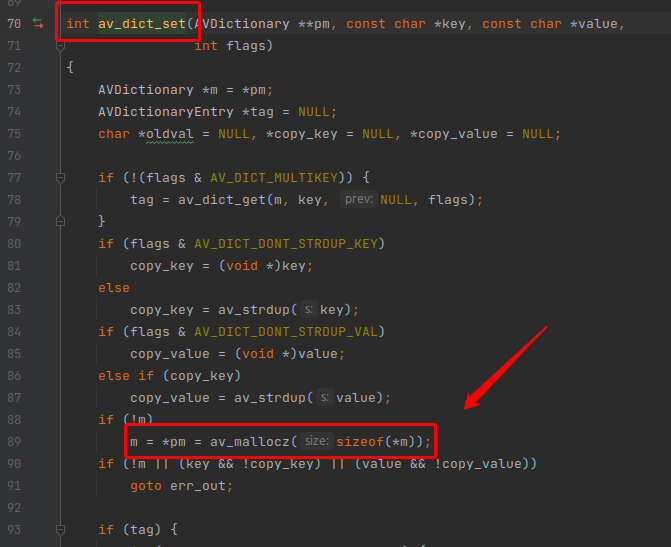 69
70 int av_dict_set(AVDictionary **pm, const char *key, const char *value,
71 int flags)
72 {
73 AVDictionary *m = *pm;
74 AVDictionaryEntry *tag = NULL;
75 char *oldval = NULL, *copy_key = NULL, *copy_value = NULL;
76
77 if (!(flags & AV_DICT_MULTIKEY)) {
78 tag = av_dict_get(m, key, prev: NULL, flags);
79 }
80 if (flags & AV_DICT_DONT_STRDUP_KEY)
81 copy_key = (void *)key;
82 else
83 copy_key = av_strdup( s: key);
84 if (flags & AV_DICT_DONT_STRDUP_VAL)
85 copy_value = (void *)value;
86 else if (copy_key)
87 copy_value = av_strdup( s: value);
88 if (!m)
89 m = *pm = av_mallocz( size: sizeof(*m));
90 if (!m || (key && !copy_key) || (value && !copy_value))
91 goto err_out;
92
93 if (tag) {